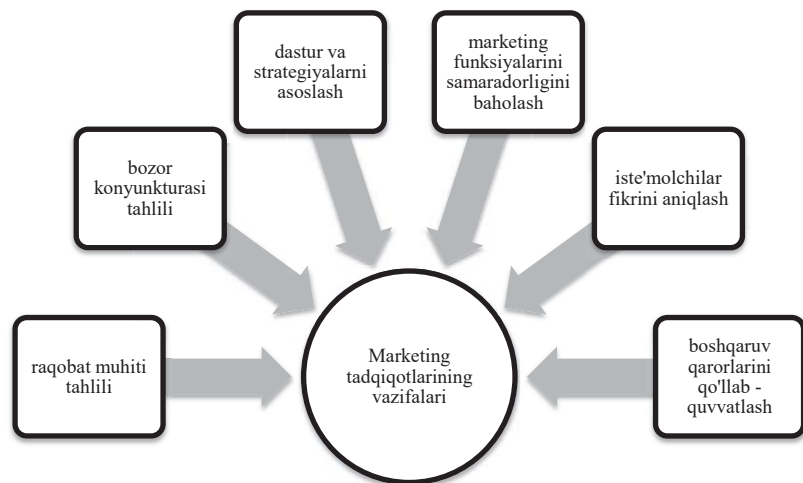 dastur va
strategiyalarni
asoslash
marketing
funksiyalarini
samaradorligini
baholash
bozor
konyunkturasi
tahlili
iste'molchilar
fikrini aniqlash
raqobat muhiti
tahlili
Marketing
tadqiqotlarining
vazifalari
boshqaruv
qarorlarini
qo'llab -
quvvatlash